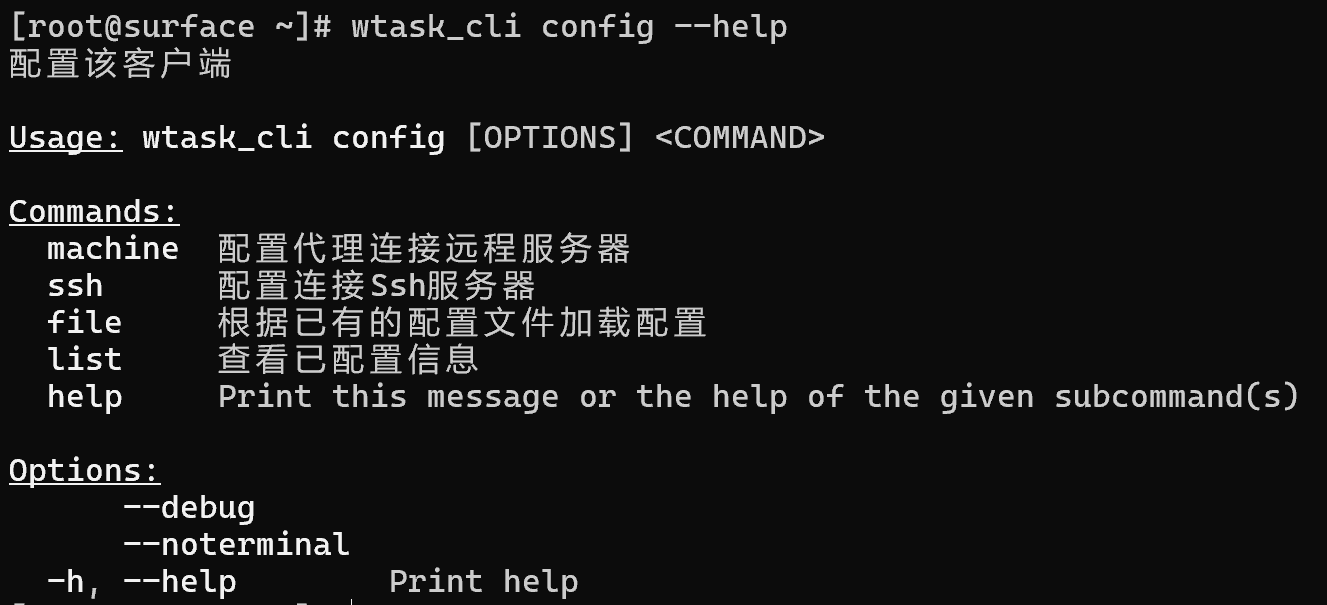 [root@surface ~]# wtask_cli config --help
配置该客户端
Usage: wtask_cli config [OPTIONS] <COMMAND>
Commands:
machine 配置代理连接远程服务器
ssh 配置连接Ssh服务器
file 根据已有的配置文件加载配置
list 查看已配置信息
help Print this message or the help of the given subcommand(s)
Options:
--debug
--noterminal
-h, --help Print help